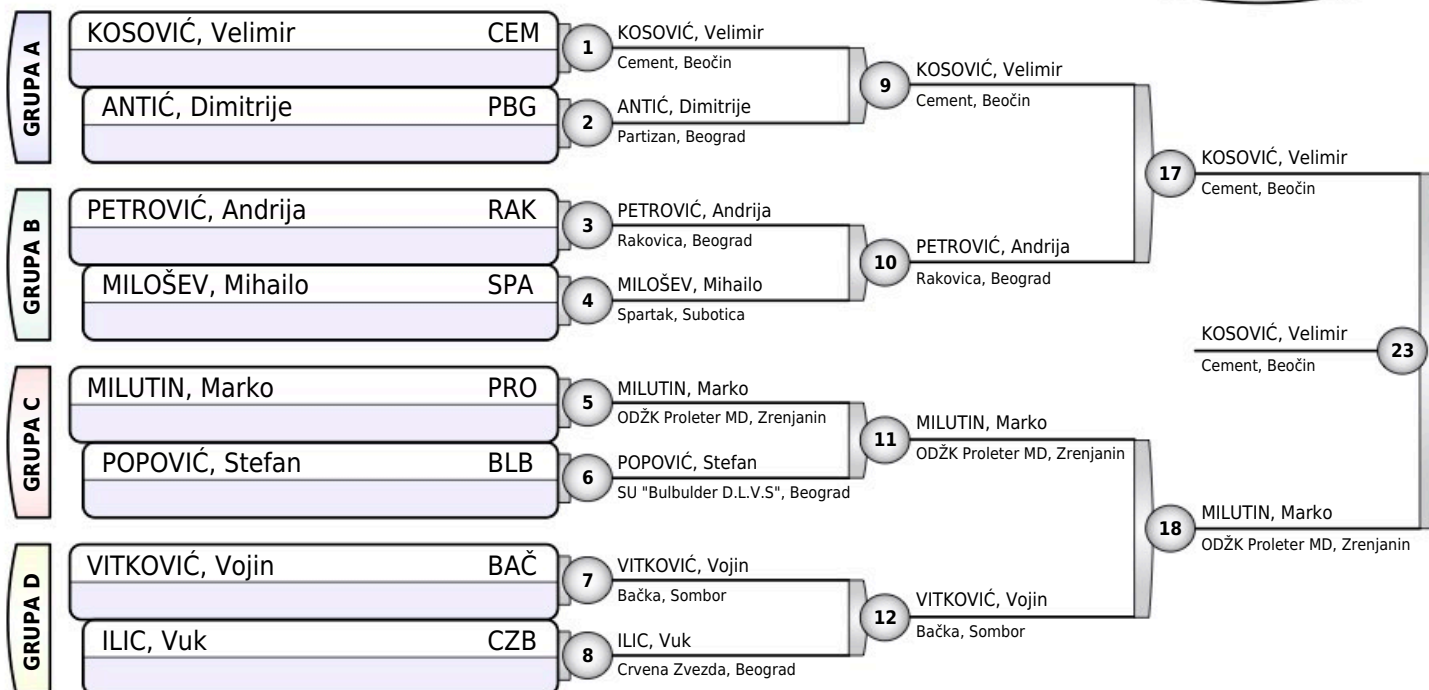 GRUPA A
KOSOVIĆ, Velimir CEM
ANTIĆ, Dimitrije PBG
GRUPA B
PETROVIĆ, Andrija RAK
MILOŠEV, Mihailo SPA
GRUPA C
MILUTIN, Marko PRO
POPOVIĆ, Stefan BLB
GRUPA D
VITKOVIĆ, Vojin BAČ
ILIC, Vuk CZB
1
KOSOVIĆ, Velimir
Cement, Beočin
2
ANTIĆ, Dimitrije
Partizan, Beograd
3
PETROVIĆ, Andrija
Rakovica, Beograd
4
MILOŠEV, Mihailo
Spartak, Subotica
5
MILUTIN, Marko
ODŽK Proleter MD, Zrenjanin
6
POPOVIĆ, Stefan
SU "Bulbulder D.L.V.S", Beograd
7
VITKOVIĆ, Vojin
Bačka, Sombor
8
ILIC, Vuk
Crvena Zvezda, Beograd
9
KOSOVIĆ, Velimir
Cement, Beočin
10
PETROVIĆ, Andrija
Rakovica, Beograd
11
MILUTIN, Marko
ODŽK Proleter MD, Zrenjanin
12
VITKOVIĆ, Vojin
Bačka, Sombor
17
KOSOVIĆ, Velimir
Cement, Beočin
18
MILUTIN, Marko
ODŽK Proleter MD, Zrenjanin
KOSOVIĆ, Velimir
Cement, Beočin
23